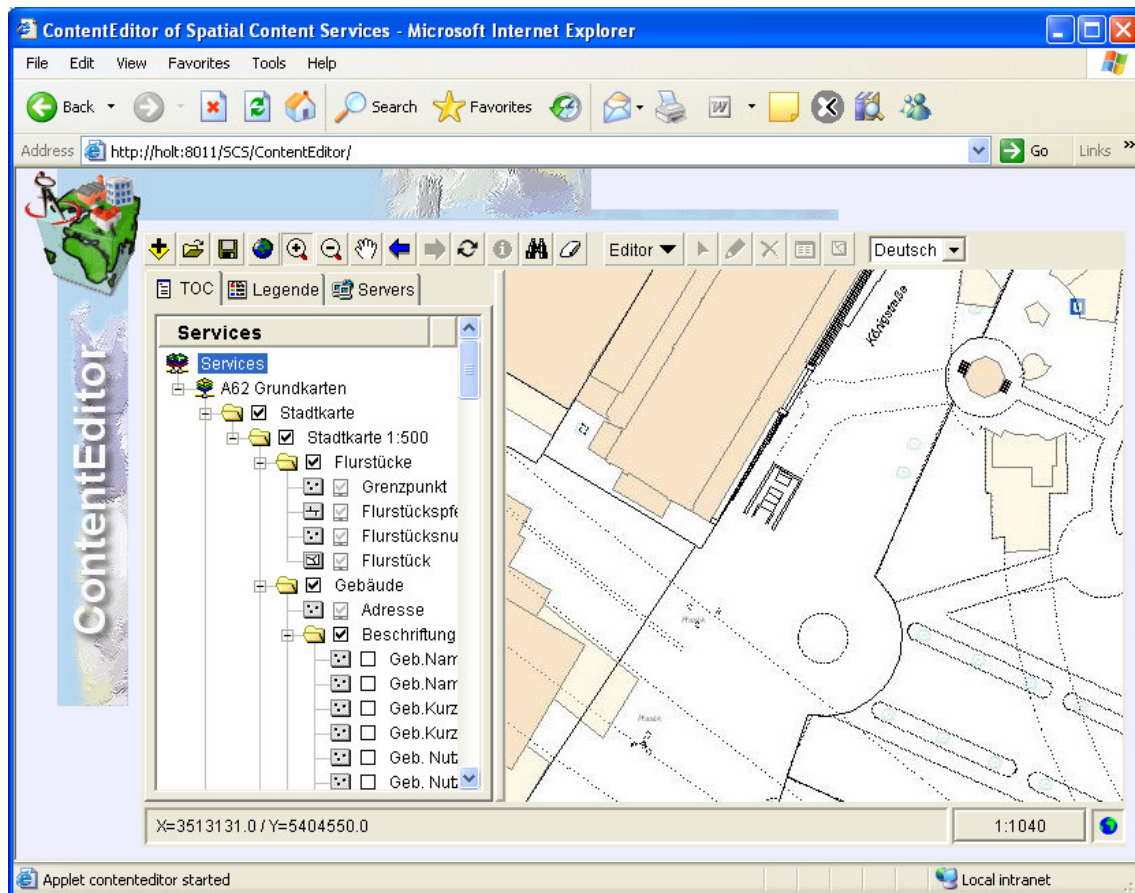 ContentEditor of Spatial Content Services - Microsoft Internet Explorer
File Edit View Favorites Tools Help
Back Search Favorites
Address http://holt:8011/SCS/ContentEditor/ Go Links »
ContentEditor
Editor Deutsch
TOC Legende Servers
Services
Services
A62 Grundkarten
Stadtkarte
Stadtkarte 1:500
Flurstücke
Grenzpunkt
Flurstückspfe
Flurstücksnu
Flurstück
Gebäude
Adresse
Beschriftung
Geb.Nam
Geb.Nam
Geb.Kurz
Geb.Kurz
Geb. Nutz
Geb. Nutz
Königstraße
U
X=3513131.0 / Y=5404550.0 1:1040
Applet contenteditor started Local intranet